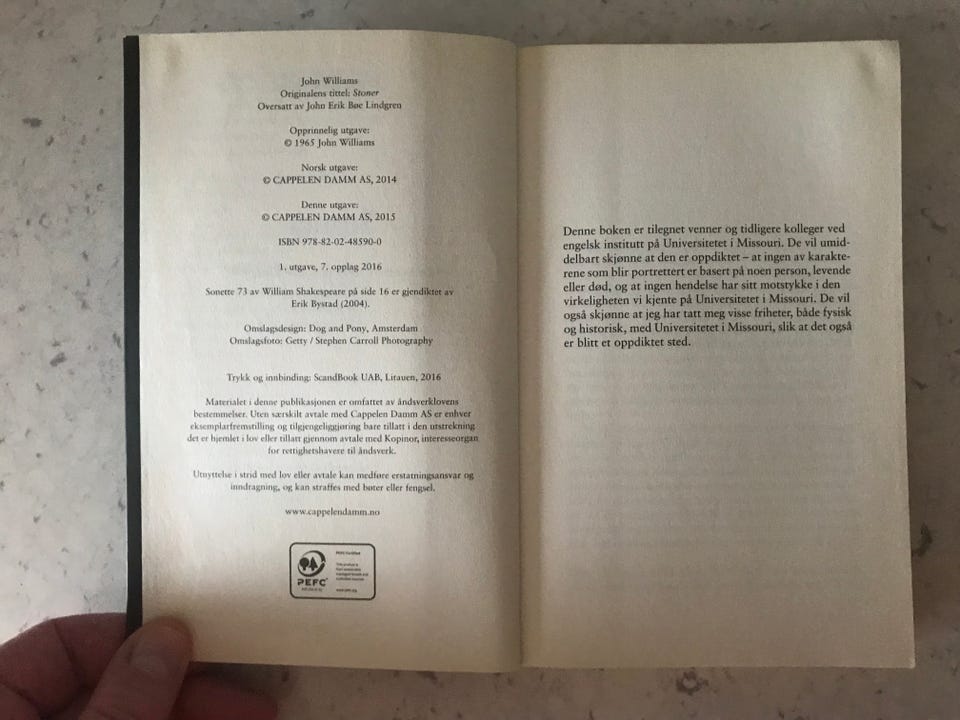 John Williams
Originalens tittel: Stoner
Oversatt av John Erik Bøe Lindgren
Opprinnelig utgave:
© 1965 John Williams
Norsk utgave:
© CAPPELEN DAMM AS, 2014
Denne utgave:
© CAPPELEN DAMM AS, 2015
ISBN 978-82-02-48590-0
1. utgave, 7. opplag 2016
Sonette 73 av William Shakespeare på side 16 er gjendiktet av
Erik Bystad (2004).
Omslagsdesign: Dog and Pony, Amsterdam
Omslagsfoto: Getty / Stephen Carroll Photography
Trykk og innbinding: ScandBook UAB, Litauen, 2016
Materialet i denne publikasjonen er omfattet av åndsverklovens
bestemmelser. Uten særskilt avtale med Cappelen Damm AS er enhver
eksemplarfremstilling og tilgjengeliggjøring bare tillatt i den utstrekning
det er hjemlet i lov eller tillatt gjennom avtale med Kopinor, interesseorgan
for rettighetshavere til åndsverk.
Utnyttelse i strid med lov eller avtale kan medføre erstatningsansvar og
inndragning, og kan straffes med bøter eller fengsel.
www.cappelendamm.no
PEFC
PEFC Certified
www.pefc.org
Denne boken er tilegnet venner og tidligere kolleger ved
engelsk institutt på Universitetet i Missouri. De vil umid-
delbart skjønne at den er oppdiktet – at ingen av karakte-
rene som blir portrettert er basert på noen person, levende
eller død, og at ingen hendelse har sitt motstykke i den
virkeligheten vi kjente på Universitetet i Missouri. De vil
også skjønne at jeg har tatt meg visse friheter, både fysisk
og historisk, med Universitetet i Missouri, slik at det også
er blitt et oppdiktet sted.